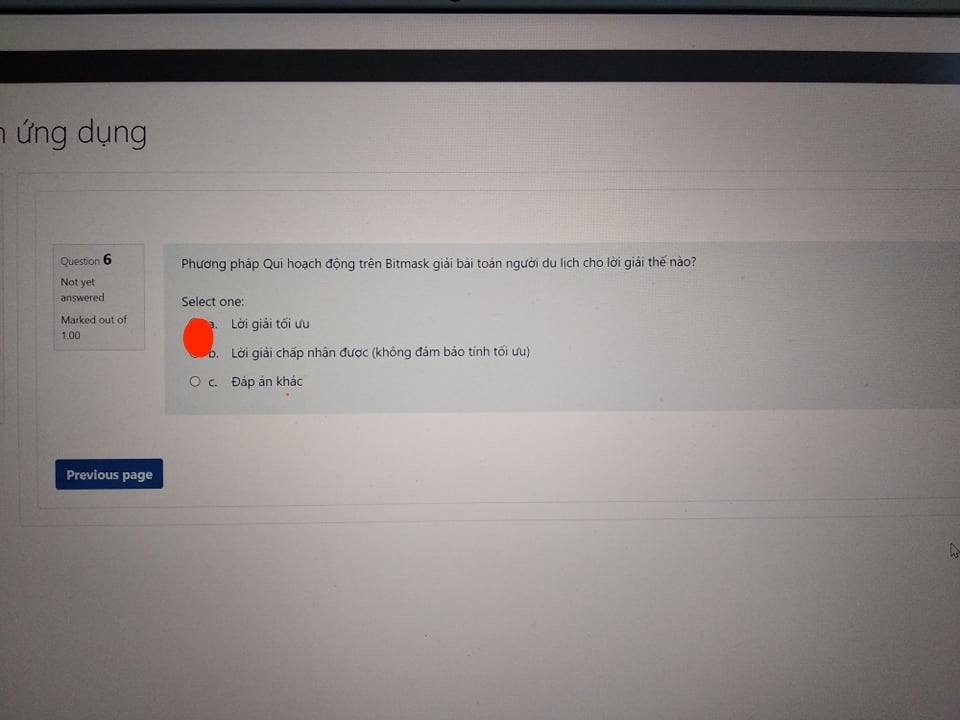 ứng dụng
Question 6
Not yet
answered
Marked out of
1.00
Phương pháp Qui hoạch động trên Bitmask giải bài toán người du lịch cho lời giải thế nào?
Select one:
a. Lời giải tối ưu
b. Lời giải chấp nhận được (không đảm bảo tính tối ưu)
c. Đáp án khác
Previous page